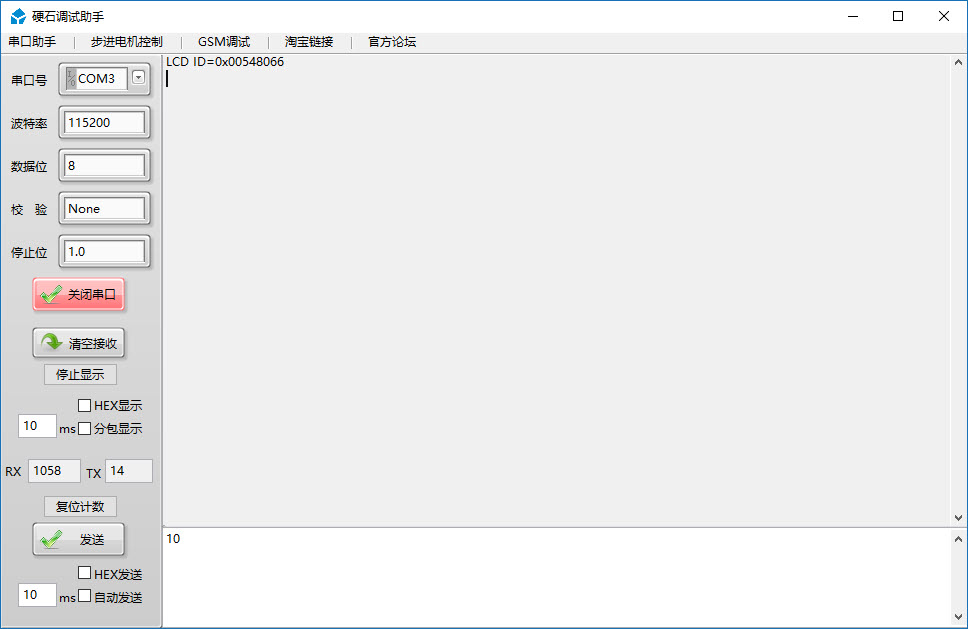 硬石调试助手
串口助手 步进电机控制 GSM调试 淘宝链接 官方论坛
LCD ID=0x00548066
串口号 COM3
波特率 115200
数据位 8
校 验 None
停止位 1.0
关闭串口
清空接收
停止显示
HEX显示
10 ms 分包显示
RX 1058 TX 14
复位计数
发送
HEX发送
10 ms 自动发送
10